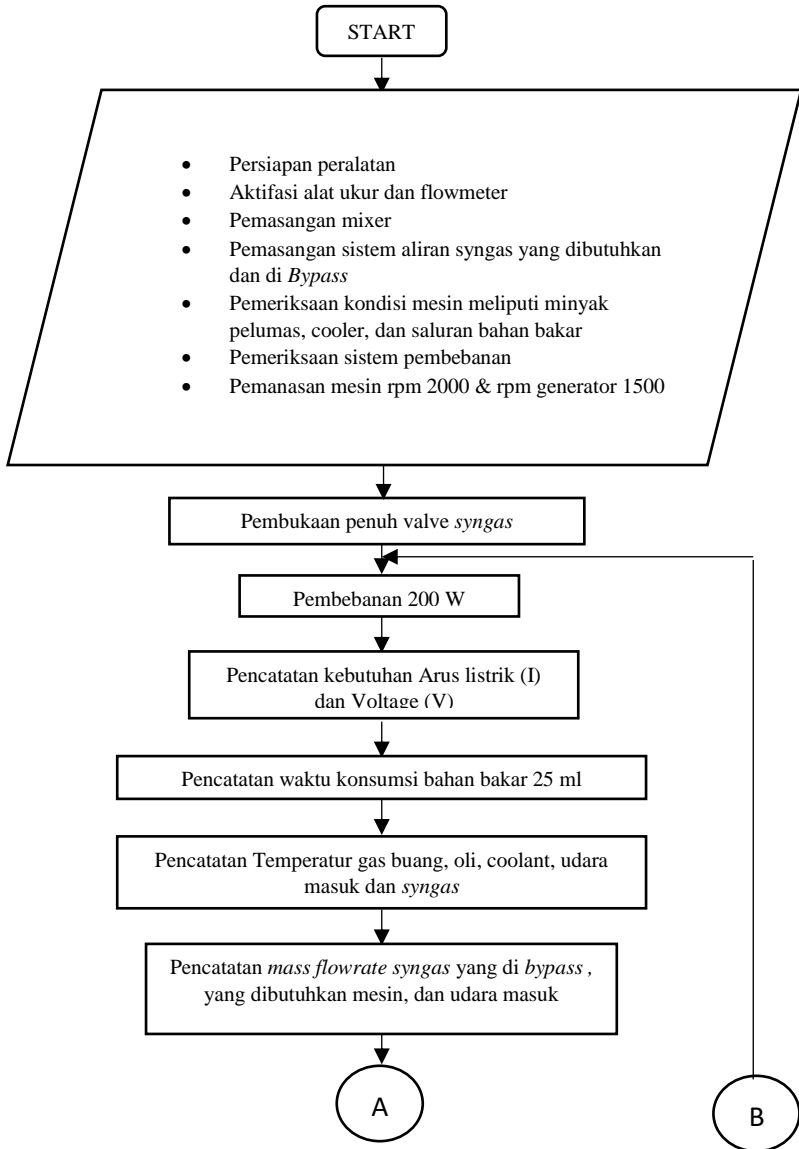 START
• Persiapan peralatan
• Aktifasi alat ukur dan flowmeter
• Pemasangan mixer
• Pemasangan sistem aliran syngas yang dibutuhkan
dan di Bypass
• Pemeriksaan kondisi mesin meliputi minyak
pelumas, cooler, dan saluran bahan bakar
• Pemeriksaan sistem pembebanan
• Pemanasan mesin rpm 2000 & rpm generator 1500
Pembukaan penuh valve syngas
Pembebanan 200 W
Pencatatan kebutuhan Arus listrik (I)
dan Voltage (V)
Pencatatan waktu konsumsi bahan bakar 25 ml
Pencatatan Temperatur gas buang, oli, coolant, udara
masuk dan syngas
Pencatatan mass flowrate syngas yang di bypass ,
yang dibutuhkan mesin, dan udara masuk
A
B